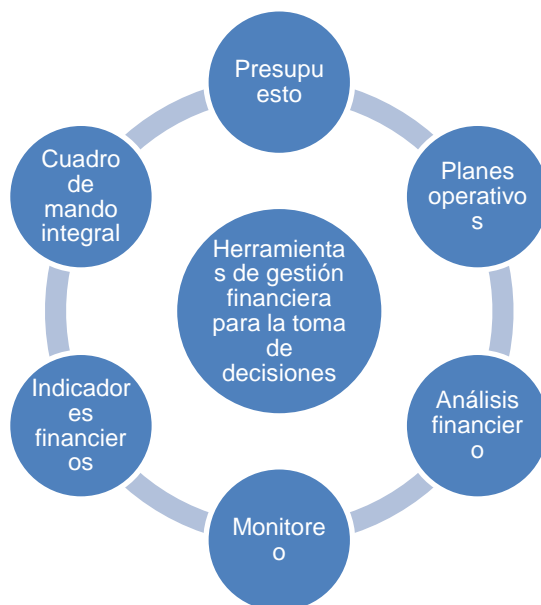 Presupu
esto
Planes
operativo
s
Análisis
financier
o
Monitore
o
Indicador
es
financier
os
Cuadro
de
mando
integral
Herramienta
s de gestión
financiera
para la toma
de
decisiones